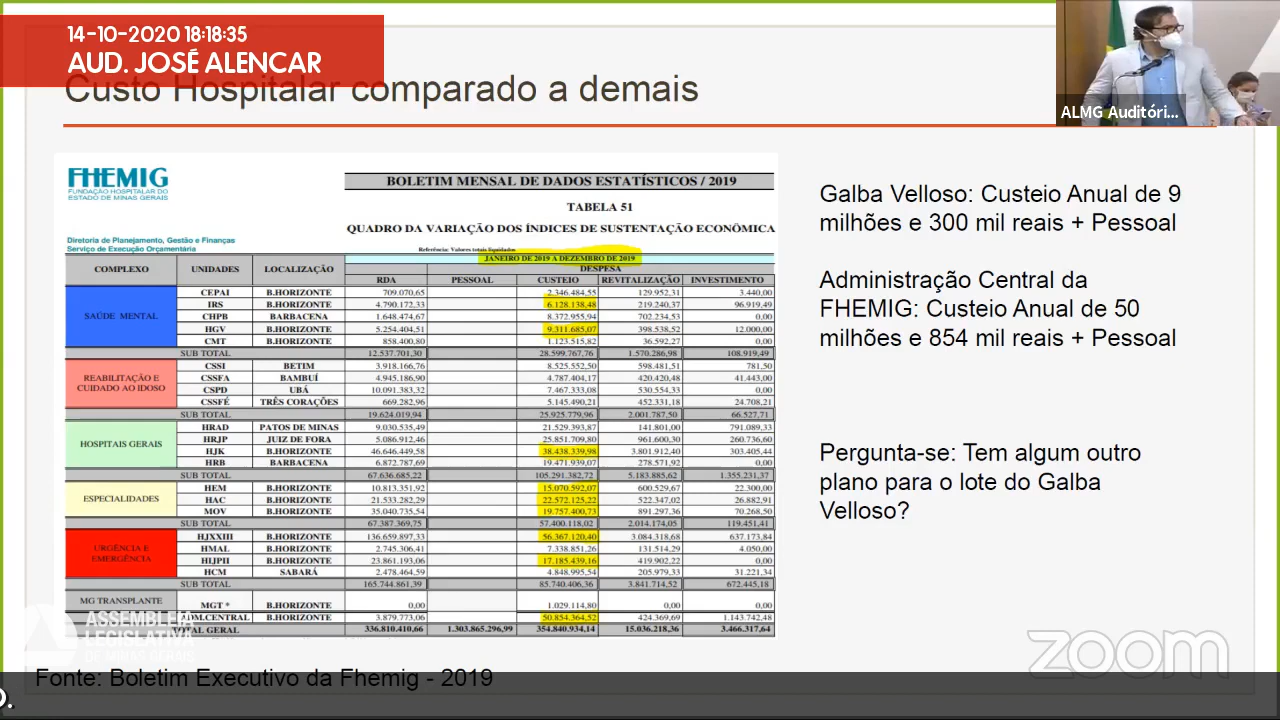 14-10-2020 18:18:35
AUD. JOSÉ ALENCAR
Custo Hospitalar comparado a demais
ALMG Auditóri...
FHEMIG
FUNDAÇÃO HOSPITALAR DO
ESTADO DE MINAS GERAIS
BOLETIM MENSAL DE DADOS ESTATÍSTICOS / 2019
TABELA 51
QUADRO DA VARIAÇÃO DOS ÍNDICES DE SUSTENTAÇÃO ECONÔMICA
Diretoria de Planejamento, Gestão e Finanças
Serviço de Execução Orçamentária
Referência: Valores totais liquidados
JANEIRO DE 2019 A DEZEMBRO DE 2019
COMPLEXO UNIDADES LOCALIZAÇÃO DESPESA
RDA PESSOAL CUSTEIO REVITALIZAÇÃO INVESTIMENTO
SAÚDE MENTAL
CEPAI B.HORIZONTE 709.070,65 2.346.484,55 129.952,31 3.440,00
IRS B.HORIZONTE 4.790.172,33 6.128.138,48 219.240,37 96.919,49
CHPB BARBACENA 1.648.474,67 8.372.955,94 702.234,53 0,00
HGV B.HORIZONTE 5.254.404,51 9.311.685,07 398.538,52 12.000,00
CMT B.HORIZONTE 858.400,80 1.123.515,82 36.592,27 0,00
SUB TOTAL 12.537.701,30 28.599.767,76 1.570.286,98 108.919,49
REABILITAÇÃO E CUIDADO AO IDOSO
CSSI BETIM 3.918.166,76 8.525.552,50 598.481,51 781,50
CSSFA BAMBUÍ 4.945.186,90 4.787.404,17 420.420,48 41.443,00
CSPD UBÁ 10.091.383,32 7.467.333,08 530.554,33 0,00
CSSFÉ TRÊS CORAÇÕES 669.282,96 5.145.490,21 452.331,18 24.708,21
SUB TOTAL 19.624.019,94 25.925.779,96 2.001.787,50 66.527,71
HOSPITAIS GERAIS
HRAD PATOS DE MINAS 9.030.535,49 21.529.393,87 141.801,00 791.089,33
HRJP JUIZ DE FORA 5.086.912,46 25.851.709,80 961.600,30 260.736,60
HJK B.HORIZONTE 46.646.449,58 38.438.339,98 3.801.912,40 303.405,44
HRB BARBACENA 6.872.787,69 19.471.939,07 278.571,92 0,00
SUB TOTAL 67.636.685,22 105.291.382,72 5.183.885,62 1.355.231,37
ESPECIALIDADES
HEM B.HORIZONTE 10.813.351,92 15.070.592,07 600.529,67 22.300,00
HAC B.HORIZONTE 21.533.282,29 22.572.125,22 522.347,02 26.882,91
MOV B.HORIZONTE 35.040.735,54 19.757.400,73 891.297,36 70.268,50
SUB TOTAL 67.387.369,75 57.400.118,02 2.014.174,05 119.451,41
URGÊNCIA E EMERGÊNCIA
HJXXIII B.HORIZONTE 136.659.897,33 56.367.120,40 3.084.318,68 637.173,84
HMAL B.HORIZONTE 2.745.306,41 7.338.851,26 131.514,29 4.050,00
HIJPII B.HORIZONTE 23.861.193,06 17.185.439,16 419.902,22 0,00
HCM SABARÁ 2.478.464,59 4.848.995,54 205.979,33 31.221,34
SUB TOTAL 165.744.861,39 85.740.406,36 3.841.714,52 672.445,18
MG TRANSPLANTE
MGT * B.HORIZONTE 0,00 1.029.114,80 0,00 0,00
ADM.CENTRAL B.HORIZONTE 3.879.773,06 50.854.364,52 424.369,69 1.143.742,48
TOTAL GERAL 336.810.410,66 1.303.865.296,99 354.840.934,14 15.036.218,36 3.466.317,64
Galba Velloso: Custeio Anual de 9
milhões e 300 mil reais + Pessoal
Administração Central da
FHEMIG: Custeio Anual de 50
milhões e 854 mil reais + Pessoal
Pergunta-se: Tem algum outro
plano para o lote do Galba
Velloso?
ASSEMBLEIA
LEGISLATIVA
DE MINAS GERAIS
zoom
Fonte: Boletim Executivo da Fhemig - 2019